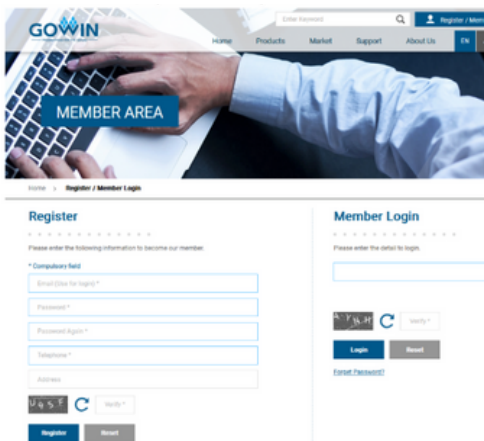 Enter Keyword
Register / Mem
GOWIN
Home Products Market Support About Us EN
MEMBER AREA
Home > Register / Member Login
Register
Please enter the following information to become our member.
* Compulsory field
Email (Use for login) *
Password *
Password Again *
Telephone *
Address
Verify *
Register Reset
Member Login
Please enter the detail to login.
Verify *
Login Reset
Forget Password?